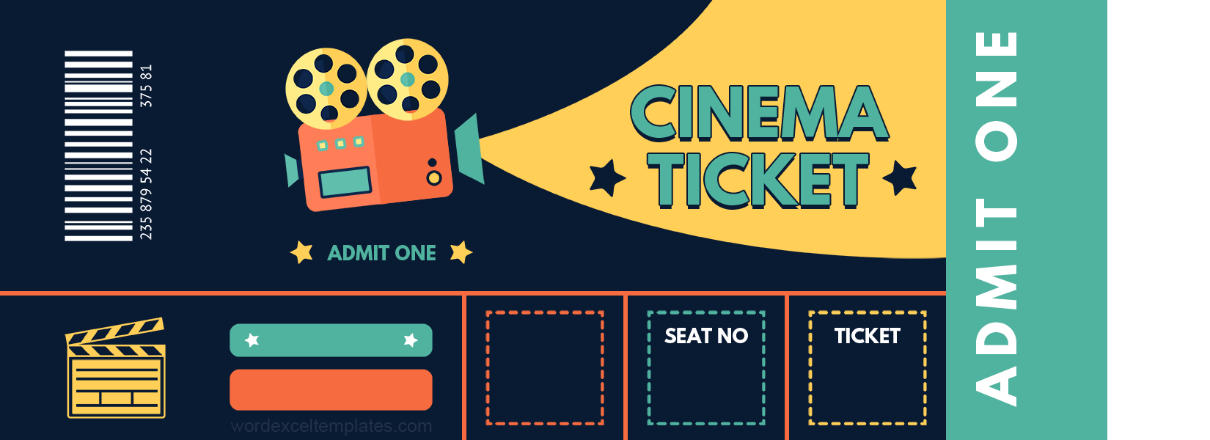 235 879 54 22 375 81
CINEMA
TICKET
ADMIT ONE
SEAT NO
TICKET
wordexceltemplates.com
ADMIT ONE